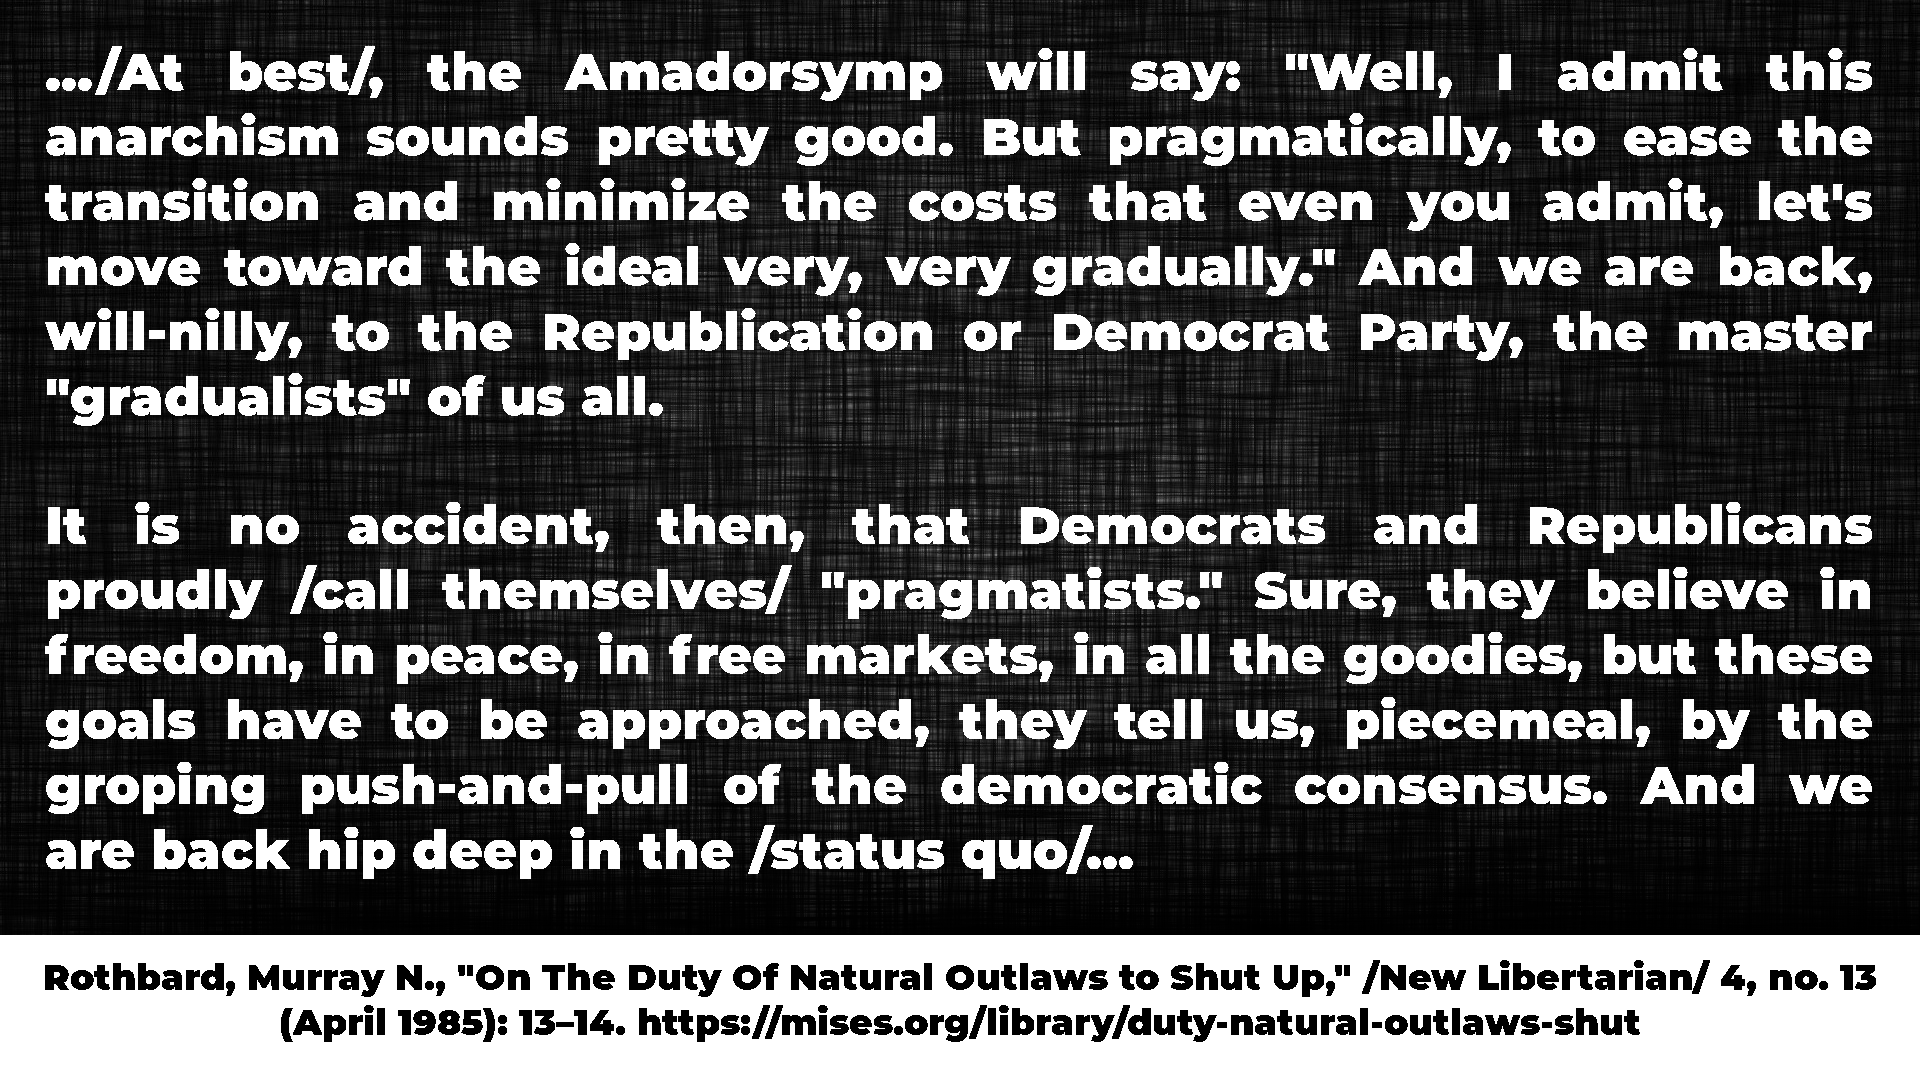 .../At best/, the Amadorsymp will say: "Well, I admit this
anarchism sounds pretty good. But pragmatically, to ease the
transition and minimize the costs that even you admit, let's
move toward the ideal very, very gradually." And we are back,
will-nilly, to the Republication or Democrat Party, the master
"gradualists" of us all.
It is no accident, then, that Democrats and Republicans
proudly /call themselves/ "pragmatists." Sure, they believe in
freedom, in peace, in free markets, in all the goodies, but these
goals have to be approached, they tell us, piecemeal, by the
groping push-and-pull of the democratic consensus. And we
are back hip deep in the /status quo/...
Rothbard, Murray N., "On The Duty Of Natural Outlaws to Shut Up," /New Libertarian/ 4, no. 13
(April 1985): 13–14. https://mises.org/library/duty-natural-outlaws-shut